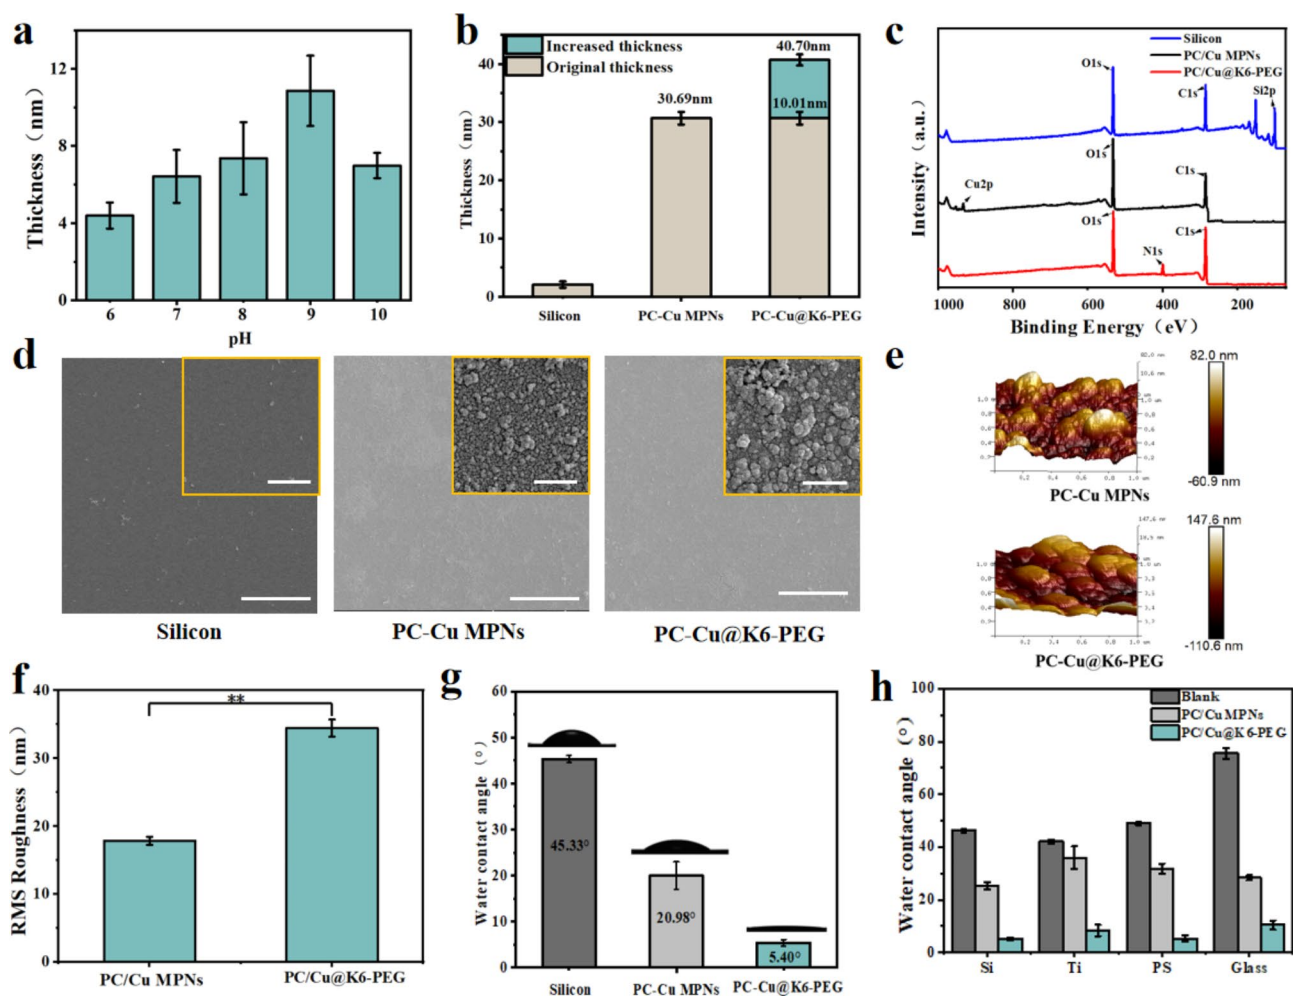 a
Thickness（nm）
12
8
4
0
6
7
8
9
10
pH
b
Increased thickness
Original thickness
40.70nm
30.69nm
10.01nm
Thickness（nm）
40
30
20
10
0
Silicon
PC-Cu MPNs
PC-Cu@K6-PEG
c
Silicon
PC/Cu MPNs
PC/Cu@K6-PEG
O1s
C1s
Si2p
Cu2p
O1s
C1s
O1s
N1s
C1s
Intensity（a.u.）
1000
800
600
400
200
Binding Energy（eV）
d
Silicon
PC-Cu MPNs
PC-Cu@K6-PEG
e
82.0 nm
-60.9 nm
PC-Cu MPNs
147.6 nm
-110.6 nm
PC-Cu@K6-PEG
f
RMS Roughness（nm）
40
30
20
10
0
**
PC/Cu MPNs
PC/Cu@K6-PEG
g
Water contact angle（°）
60
50
40
30
20
10
0
45.33°
20.98°
5.40°
Silicon
PC-Cu MPNs
PC-Cu@K6-PEG
h
Blank
PC/Cu MPNs
PC/Cu@K6-PEG
Water contact angle（°）
100
80
60
40
20
0
Si
Ti
PS
Glass